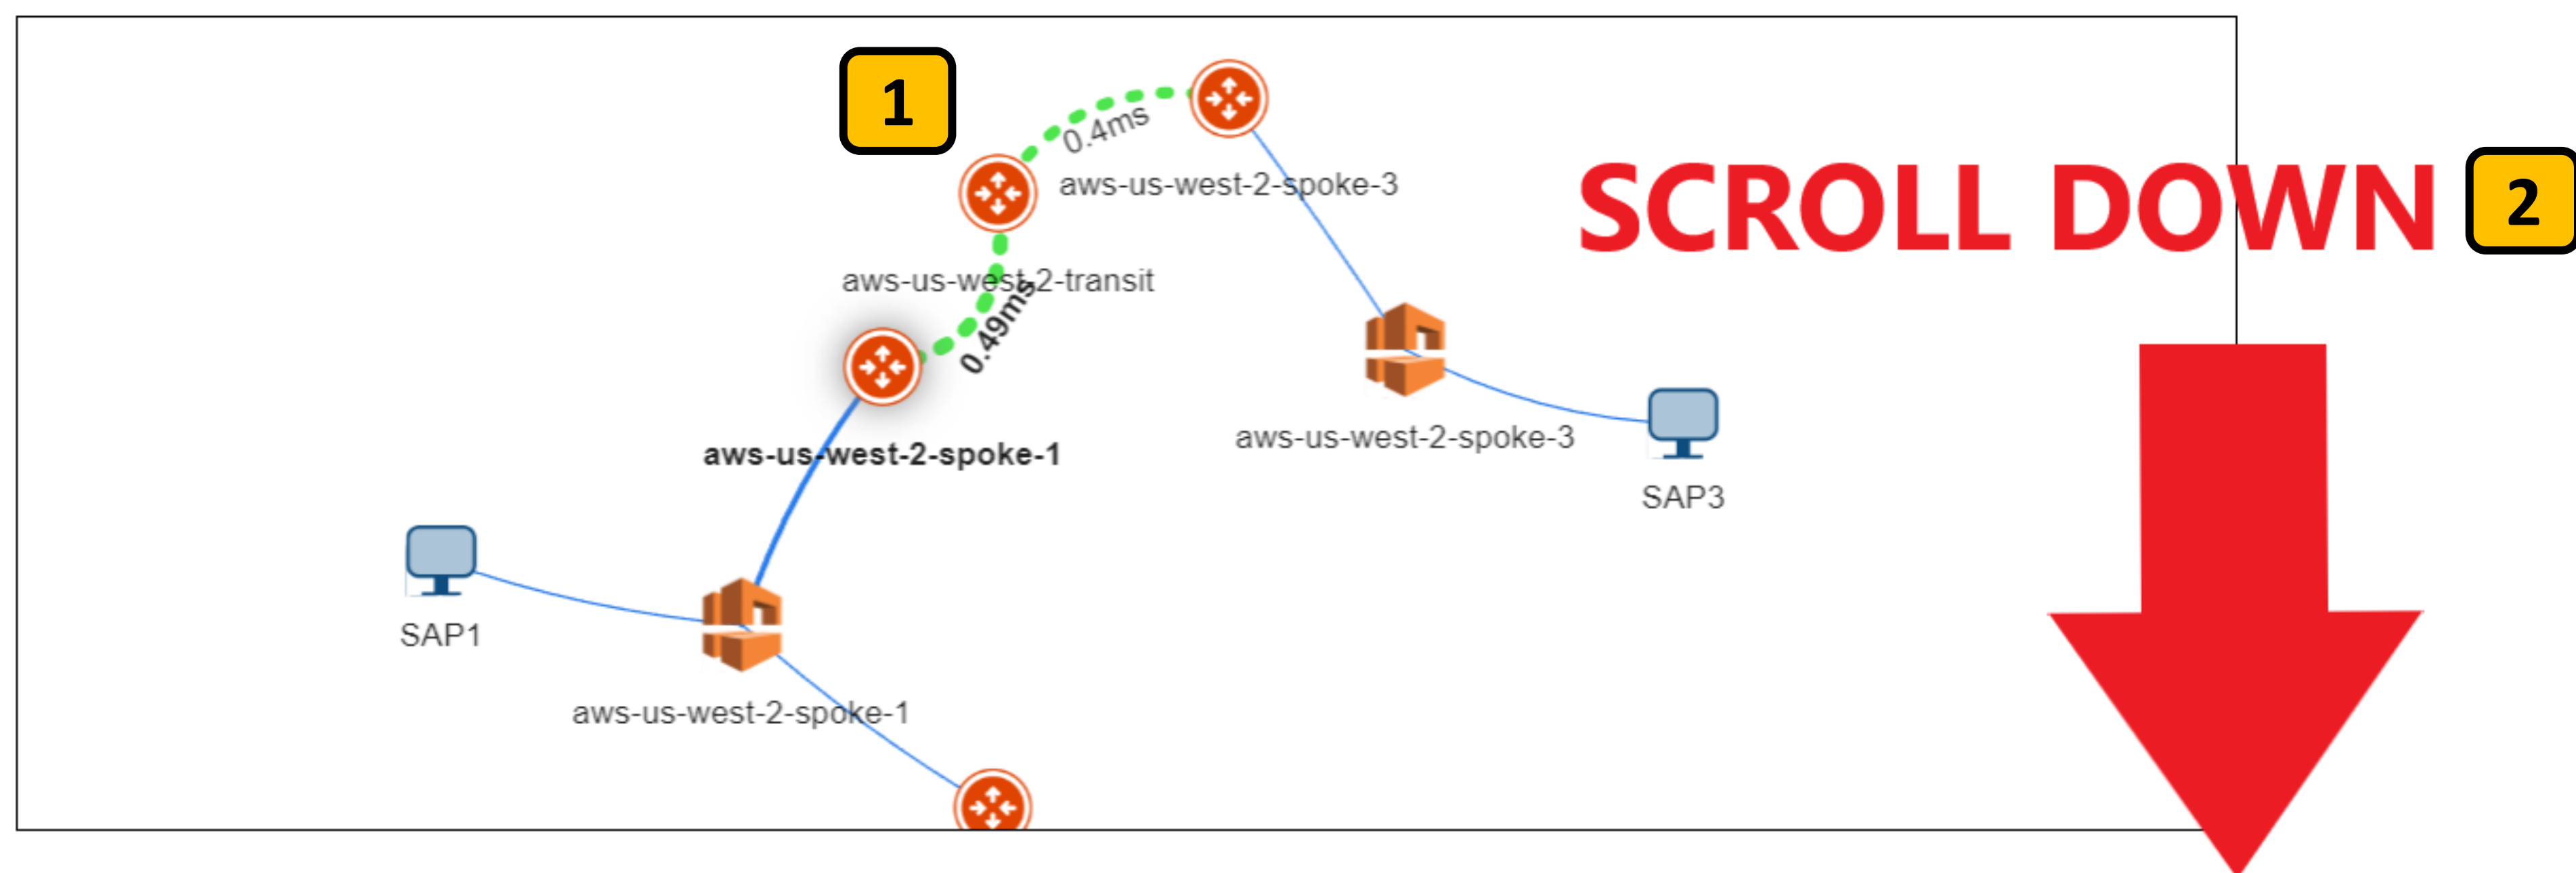 1
0.4ms
aws-us-west-2-spoke-3
SCROLL DOWN
2
aws-us-west-2-transit
0.49ms
aws-us-west-2-spoke-1
aws-us-west-2-spoke-3
SAP3
SAP1
aws-us-west-2-spoke-1